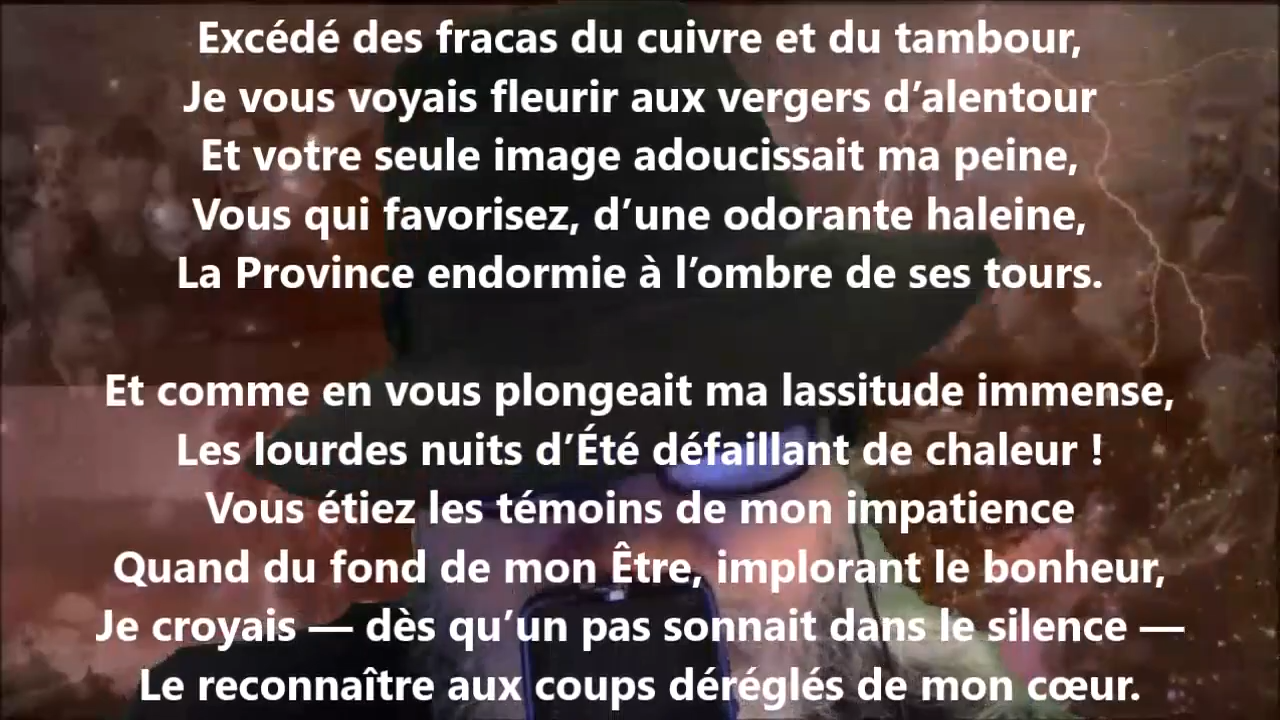 Excédé des fracas du cuivre et du tambour,
Je vous voyais fleurir aux vergers d’alentour
Et votre seule image adoucissait ma peine,
Vous qui favorisez, d’une odorante haleine,
La Province endormie à l’ombre de ses tours.
Et comme en vous plongeait ma lassitude immense,
Les lourdes nuits d’Été défaillant de chaleur !
Vous étiez les témoins de mon impatience
Quand du fond de mon Être, implorant le bonheur,
Je croyais — dès qu’un pas sonnait dans le silence —
Le reconnaître aux coups déréglés de mon cœur.